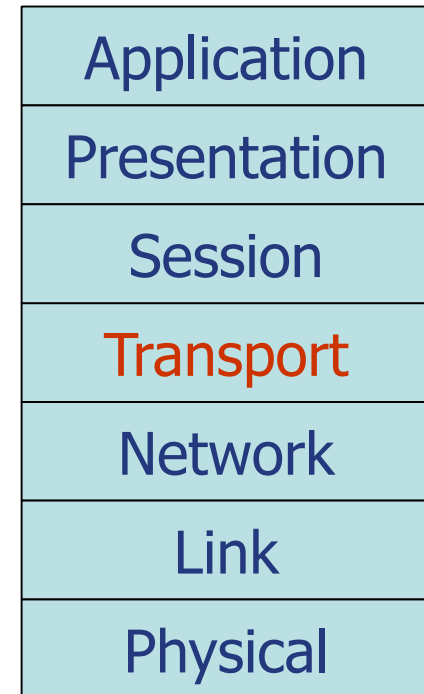 Application
Presentation
Session
Transport
Network
Link
Physical